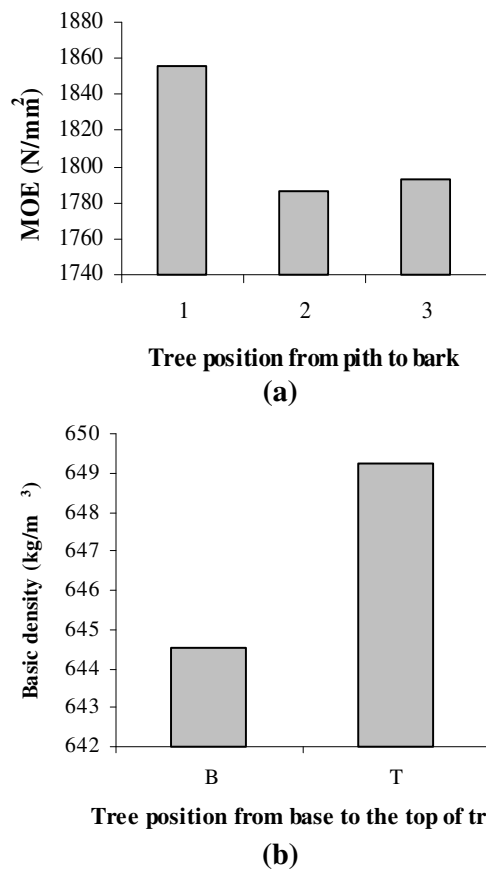 1880
1860
1840
1820
1800
1780
1760
1740
MOE (N/mm²)
1 2 3
Tree position from pith to bark
(a)
650
649
648
647
646
645
644
643
642
Basic density (kg/m ³)
B T
Tree position from base to the top of tr
(b)